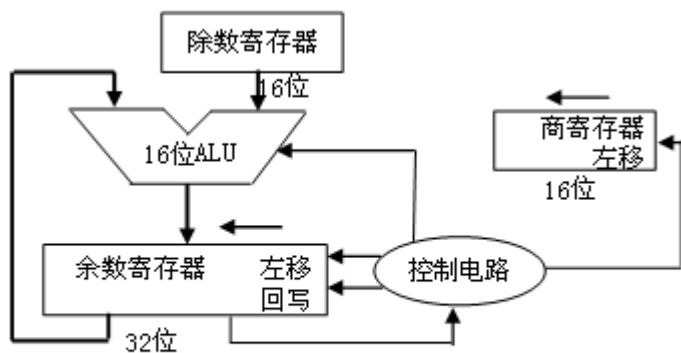 除数寄存器
16位
16位ALU
商寄存器
左移
16位
余数寄存器 左移
回写
控制电路
32位